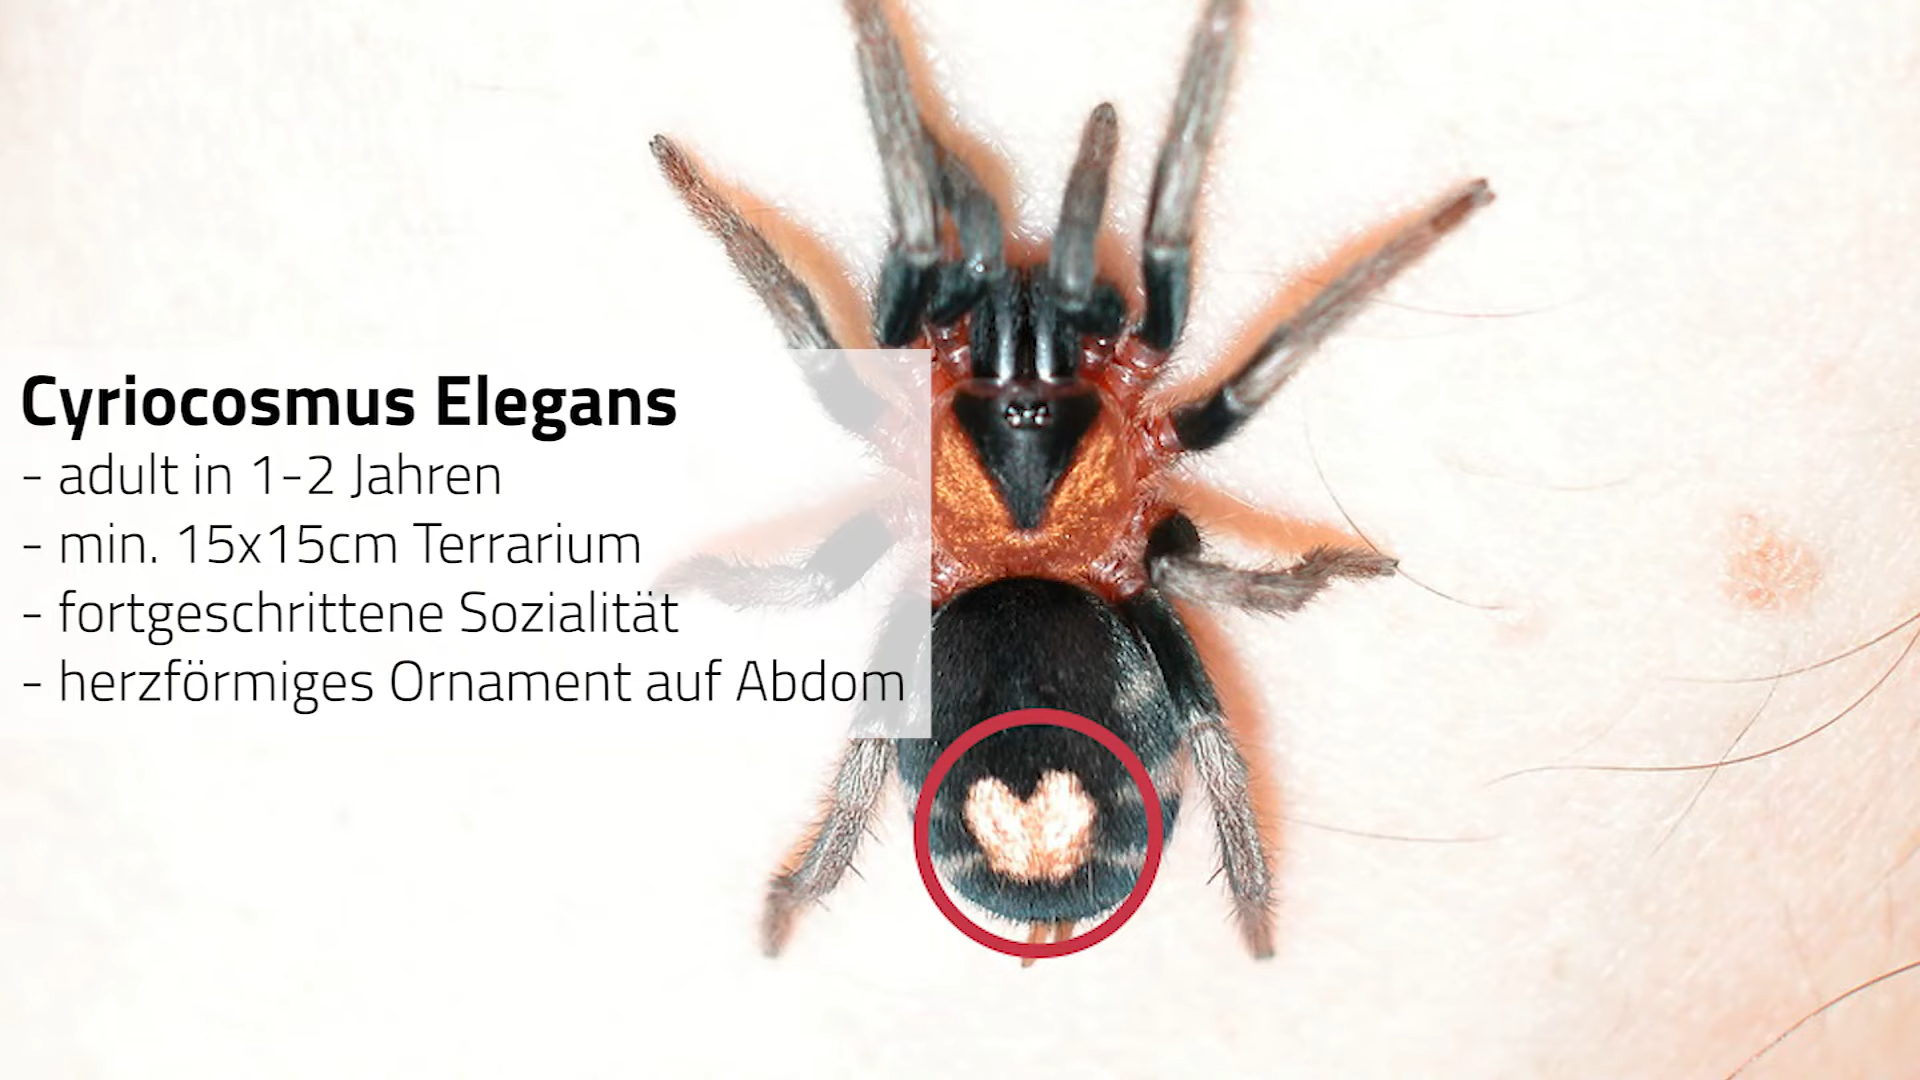 Cyriocosmus Elegans
- adult in 1-2 Jahren
- min. 15x15cm Terrarium
- fortgeschrittene Sozialität
- herzförmiges Ornament auf Abdom